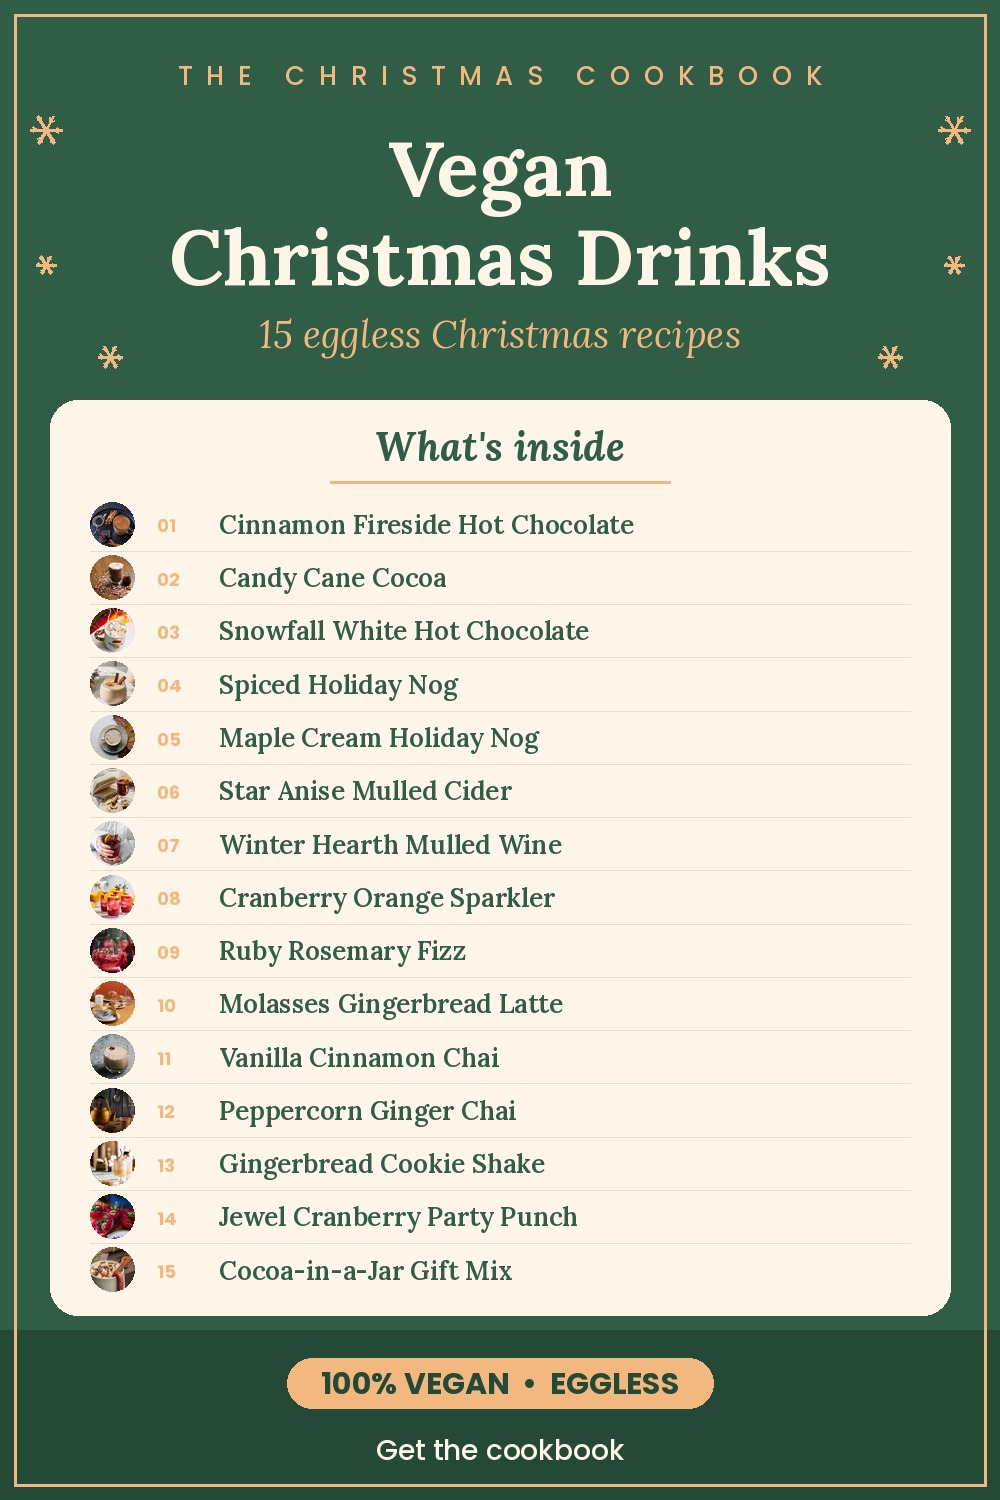 THE CHRISTMAS COOKBOOK
Vegan
Christmas Drinks
15 eggless Christmas recipes
What's inside
01 Cinnamon Fireside Hot Chocolate
02 Candy Cane Cocoa
03 Snowfall White Hot Chocolate
04 Spiced Holiday Nog
05 Maple Cream Holiday Nog
06 Star Anise Mulled Cider
07 Winter Hearth Mulled Wine
08 Cranberry Orange Sparkler
09 Ruby Rosemary Fizz
10 Molasses Gingerbread Latte
11 Vanilla Cinnamon Chai
12 Peppercorn Ginger Chai
13 Gingerbread Cookie Shake
14 Jewel Cranberry Party Punch
15 Cocoa-in-a-Jar Gift Mix
100% VEGAN • EGGLESS
Get the cookbook